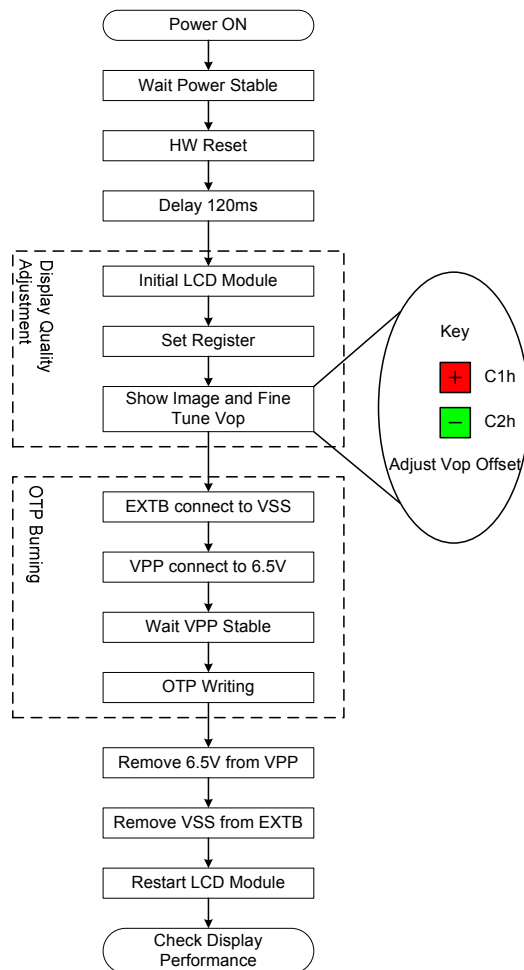 Power ON
Wait Power Stable
HW Reset
Delay 120ms
Display Quality
Adjustment
Initial LCD Module
Set Register
Show Image and Fine
Tune Vop
Key
+ C1h
− C2h
Adjust Vop Offset
OTP Burning
EXTB connect to VSS
VPP connect to 6.5V
Wait VPP Stable
OTP Writing
Remove 6.5V from VPP
Remove VSS from EXTB
Restart LCD Module
Check Display
Performance